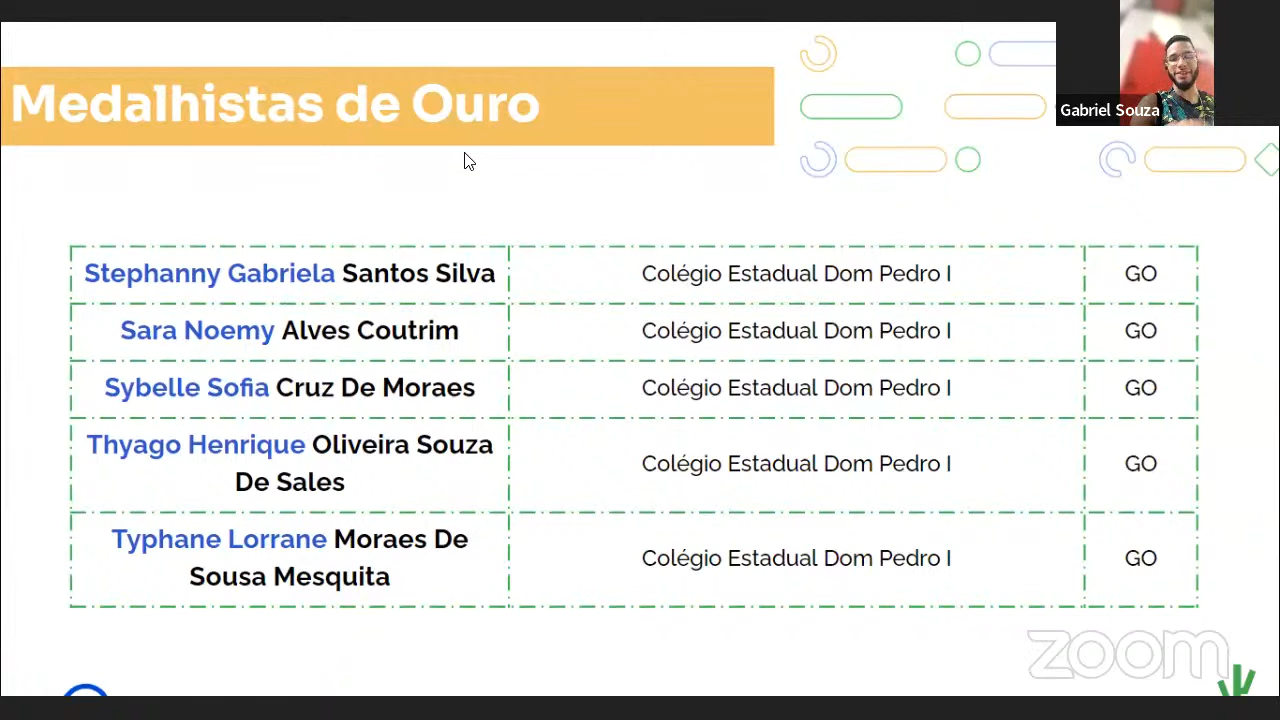 Medalhistas de Ouro
Gabriel Souza
Stephanny Gabriela Santos Silva
Colégio Estadual Dom Pedro I
GO
Sara Noemy Alves Coutrim
Colégio Estadual Dom Pedro I
GO
Sybelle Sofia Cruz De Moraes
Colégio Estadual Dom Pedro I
GO
Thyago Henrique Oliveira Souza
De Sales
Colégio Estadual Dom Pedro I
GO
Typhane Lorrane Moraes De
Sousa Mesquita
Colégio Estadual Dom Pedro I
GO
zoom